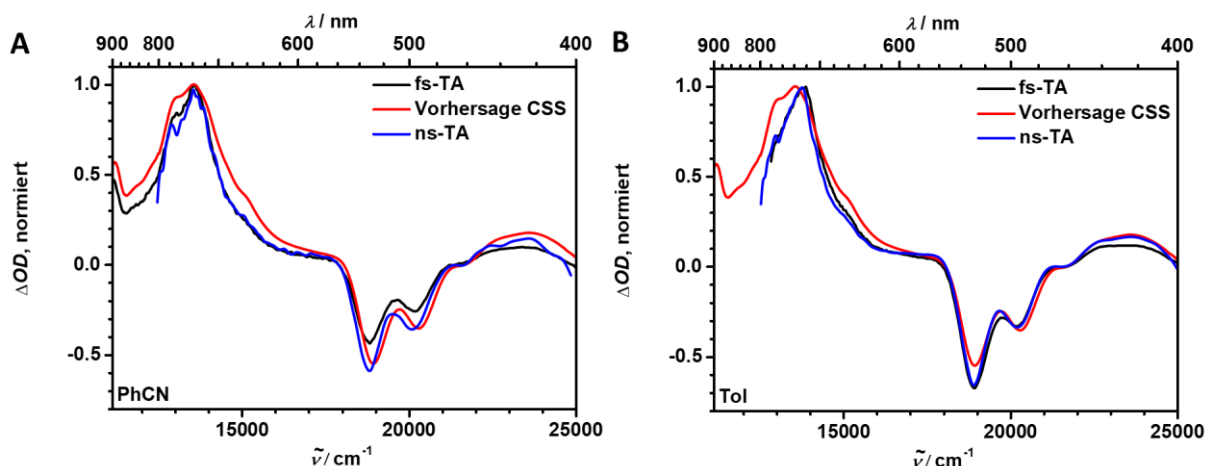 A
λ / nm
900 800 700 600 500 400
1.0
0.5
0.0
-0.5
ΔOD, normiert
fs-TA
Vorhersage CSS
ns-TA
PhCN
15000 20000 25000
ṽ / cm⁻¹
B
λ / nm
900 800 700 600 500 400
1.0
0.5
0.0
-0.5
ΔOD, normiert
fs-TA
Vorhersage CSS
ns-TA
Tol
15000 20000 25000
ṽ / cm⁻¹